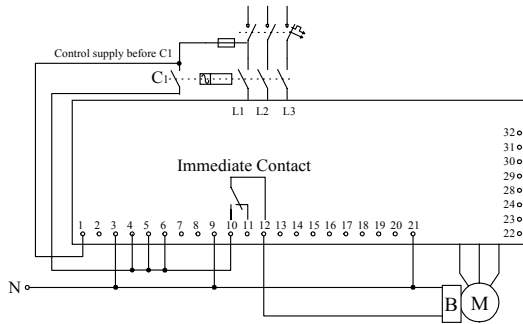 Control supply before C1
C1
L1 L2 L3
32
31
30
29
28
24
23
22
Immediate Contact
1 2 3 4 5 6 7 8 9 10 11 12 13 14 15 16 17 18 19 20 21
N
B M